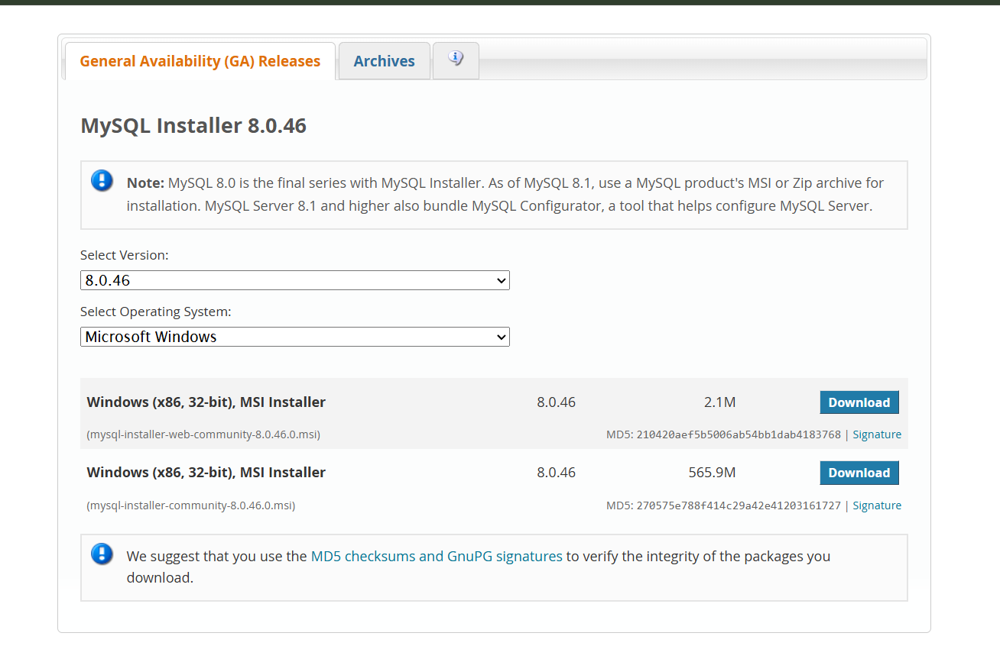 General Availability (GA) Releases
Archives
MySQL Installer 8.0.46
Note: MySQL 8.0 is the final series with MySQL Installer. As of MySQL 8.1, use a MySQL product's MSI or Zip archive for
installation. MySQL Server 8.1 and higher also bundle MySQL Configurator, a tool that helps configure MySQL Server.
Select Version:
8.0.46
Select Operating System:
Microsoft Windows
Windows (x86, 32-bit), MSI Installer 8.0.46 2.1M Download
(mysql-installer-web-community-8.0.46.0.msi) MD5: 210420aef5b5006ab54bb1dab4183768 | Signature
Windows (x86, 32-bit), MSI Installer 8.0.46 565.9M Download
(mysql-installer-community-8.0.46.0.msi) MD5: 270575e788f414c29a42e41203161727 | Signature
We suggest that you use the MD5 checksums and GnuPG signatures to verify the integrity of the packages you
download.